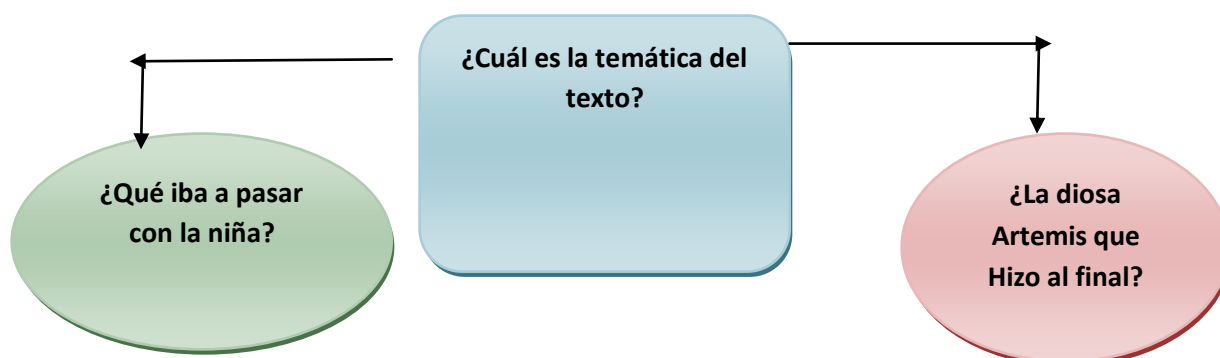 ¿Cuál es la temática del
texto?
¿Qué iba a pasar
con la niña?
¿La diosa
Artemis que
Hizo al final?